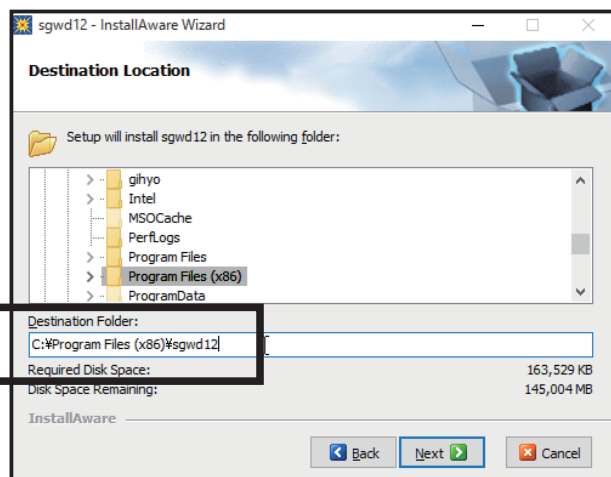 sgwd12 - InstallAware Wizard
Destination Location
Setup will install sgwd12 in the following folder:
gihyo
Intel
MSOCache
PerfLogs
Program Files
Program Files (x86)
ProgramData
Destination Folder:
C:¥Program Files (x86)¥sgwd12
Required Disk Space: 163,529 KB
Disk Space Remaining: 145,004 MB
InstallAware
Back Next Cancel